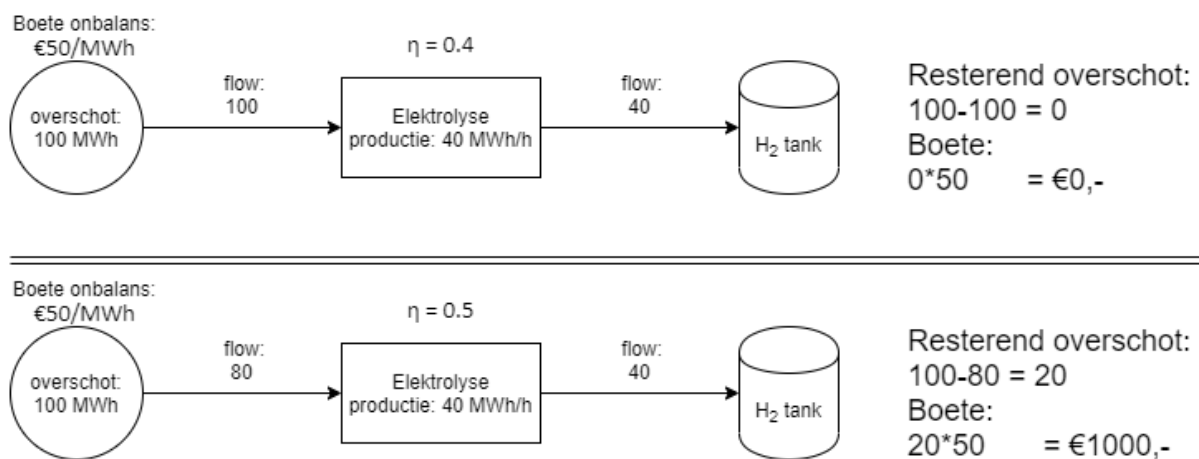 Boete onbalans:
€50/MWh
η = 0.4
overschot:
100 MWh
flow:
100
Elektrolyse
productie: 40 MWh/h
flow:
40
H₂ tank
Resterend overschot:
100-100 = 0
Boete:
0*50 = €0,-
Boete onbalans:
€50/MWh
η = 0.5
overschot:
100 MWh
flow:
80
Elektrolyse
productie: 40 MWh/h
flow:
40
H₂ tank
Resterend overschot:
100-80 = 20
Boete:
20*50 = €1000,-